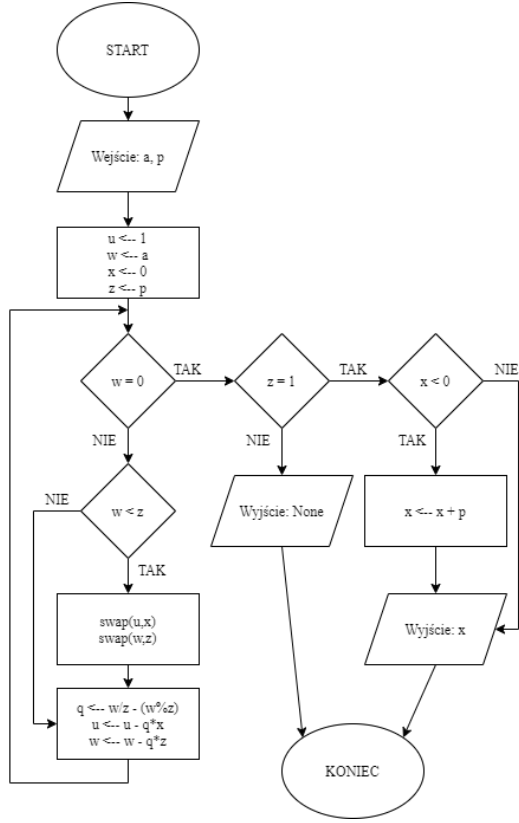 START
Wejście: a, p
u <-- 1
w <-- a
x <-- 0
z <-- p
w = 0
TAK
z = 1
TAK
x < 0
NIE
NIE
NIE
TAK
NIE
w < z
Wyjście: None
x <-- x + p
TAK
swap(u,x)
swap(w,z)
Wyjście: x
q <-- w/z - (w%z)
u <-- u - q*x
w <-- w - q*z
KONIEC